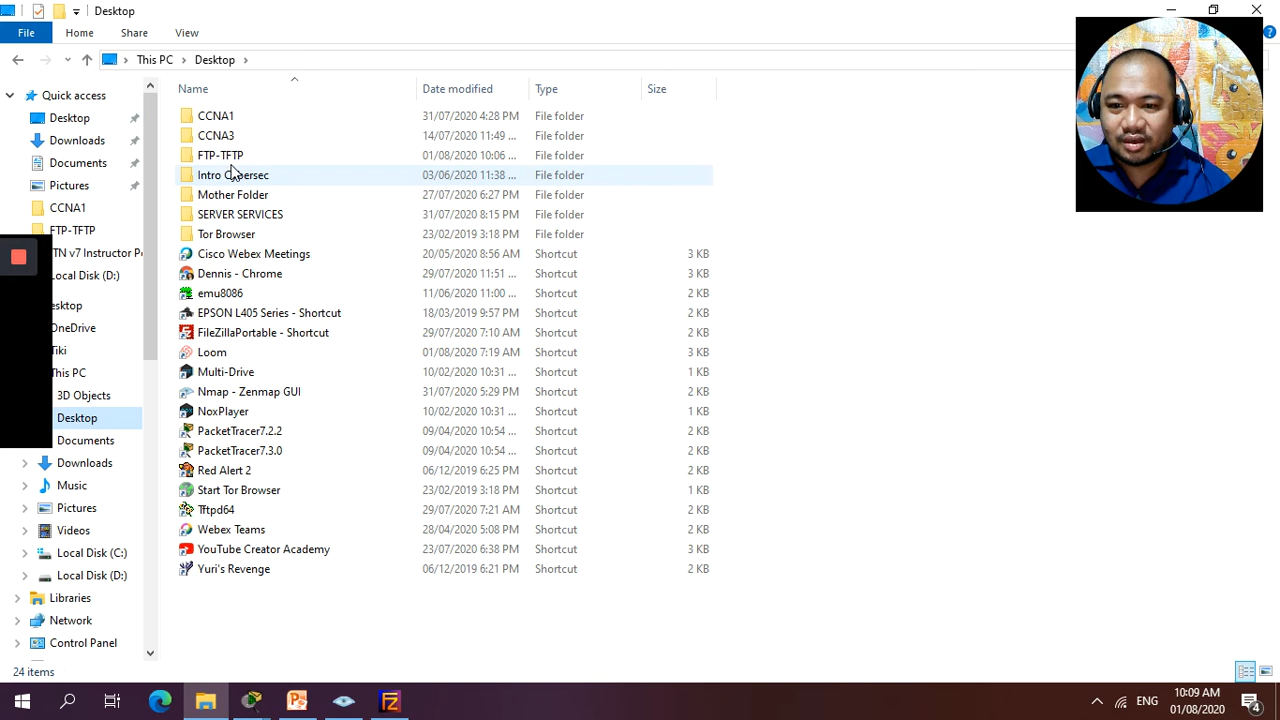 Desktop
File Home Share View
This PC Desktop
Name Date modified Type Size
Quick access
Desktop
Downloads
Documents
Pictures
CCNA1
FTP-TFTP
TN v7 Instructor P
Local Disk (D:)
esktop
OneDrive
Tiki
This PC
3D Objects
Desktop
Documents
Downloads
Music
Pictures
Videos
Local Disk (C:)
Local Disk (D:)
Libraries
Network
Control Panel
CCNA1 31/07/2020 4:28 PM File folder
CCNA3 14/07/2020 11:49 ... File folder
FTP-TFTP 01/08/2020 10:06 ... File folder
Intro Cybersec 03/06/2020 11:38 ... File folder
Mother Folder 27/07/2020 6:27 PM File folder
SERVER SERVICES 31/07/2020 8:15 PM File folder
Tor Browser 23/02/2019 3:18 PM File folder
Cisco Webex Meetings 20/05/2020 8:56 AM Shortcut 3 KB
Dennis - Chrome 29/07/2020 11:51 ... Shortcut 3 KB
emu8086 11/06/2020 11:00 ... Shortcut 2 KB
EPSON L405 Series - Shortcut 18/03/2019 9:57 PM Shortcut 2 KB
FileZillaPortable - Shortcut 29/07/2020 7:10 AM Shortcut 2 KB
Loom 01/08/2020 7:19 AM Shortcut 3 KB
Multi-Drive 10/02/2020 10:31 ... Shortcut 1 KB
Nmap - Zenmap GUI 31/07/2020 5:29 PM Shortcut 2 KB
NoxPlayer 10/02/2020 10:31 ... Shortcut 1 KB
PacketTracer7.2.2 09/04/2020 10:54 ... Shortcut 2 KB
PacketTracer7.3.0 09/04/2020 10:54 ... Shortcut 2 KB
Red Alert 2 06/12/2019 6:25 PM Shortcut 2 KB
Start Tor Browser 23/02/2019 3:18 PM Shortcut 1 KB
Tftpd64 29/07/2020 7:21 AM Shortcut 2 KB
Webex Teams 28/04/2020 5:08 PM Shortcut 2 KB
YouTube Creator Academy 23/07/2020 6:38 PM Shortcut 3 KB
Yuri's Revenge 06/12/2019 6:21 PM Shortcut 2 KB
24 items
ENG
10:09 AM
01/08/2020
4